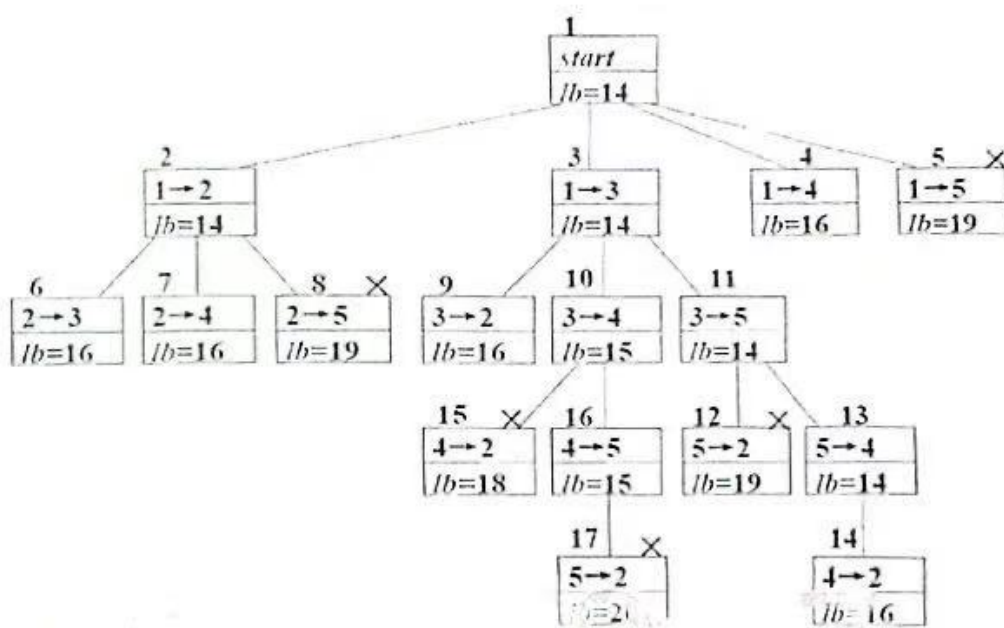 1
start
lb=14
2 3 4 5 ×
1→2 1→3 1→4 1→5
lb=14 lb=14 lb=16 lb=19
6 7 8 × 9 10 11
2→3 2→4 2→5 3→2 3→4 3→5
lb=16 lb=16 lb=19 lb=16 lb=15 lb=14
15 × 16 12 × 13
4→2 4→5 5→2 5→4
lb=18 lb=15 lb=19 lb=14
17 × 14
5→2 4→2
lb=16